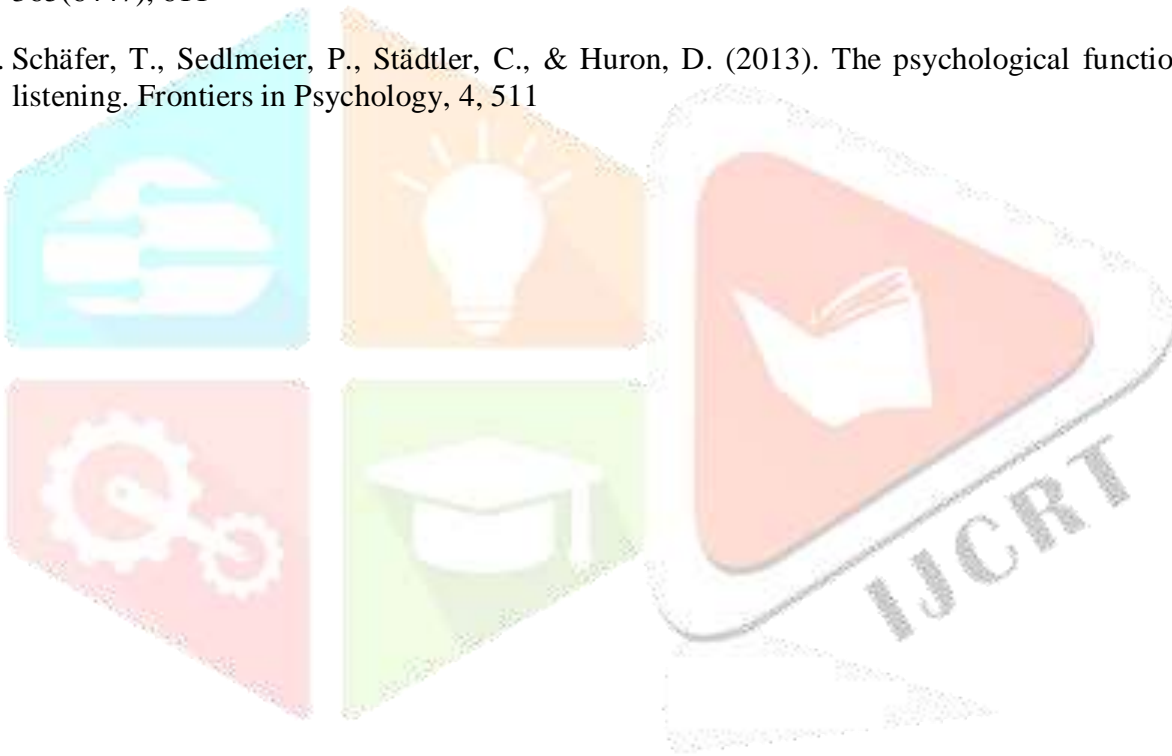 . Schäfer, T., Sedlmeier, P., Städtler, C., & Huron, D. (2013). The psychological functio
listening. Frontiers in Psychology, 4, 511
IJCRT